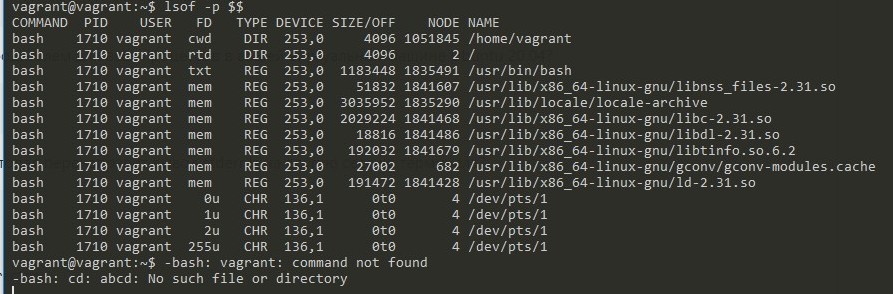 vagrant@vagrant:~$ lsof -p $$
COMMAND  PID    USER   FD   TYPE DEVICE SIZE/OFF    NODE NAME
bash    1710 vagrant  cwd    DIR  253,0     4096 1051845 /home/vagrant
bash    1710 vagrant  rtd    DIR  253,0     4096       2 /
bash    1710 vagrant  txt    REG  253,0  1183448 1835491 /usr/bin/bash
bash    1710 vagrant  mem    REG  253,0    51832 1841607 /usr/lib/x86_64-linux-gnu/libnss_files-2.31.so
bash    1710 vagrant  mem    REG  253,0  3035952 1835290 /usr/lib/locale/locale-archive
bash    1710 vagrant  mem    REG  253,0  2029224 1841468 /usr/lib/x86_64-linux-gnu/libc-2.31.so
bash    1710 vagrant  mem    REG  253,0    18816 1841486 /usr/lib/x86_64-linux-gnu/libdl-2.31.so
bash    1710 vagrant  mem    REG  253,0   192032 1841679 /usr/lib/x86_64-linux-gnu/libtinfo.so.6.2
bash    1710 vagrant  mem    REG  253,0    27002     682 /usr/lib/x86_64-linux-gnu/gconv/gconv-modules.cache
bash    1710 vagrant  mem    REG  253,0   191472 1841428 /usr/lib/x86_64-linux-gnu/ld-2.31.so
bash    1710 vagrant    0u   CHR  136,1      0t0       4 /dev/pts/1
bash    1710 vagrant    1u   CHR  136,1      0t0       4 /dev/pts/1
bash    1710 vagrant    2u   CHR  136,1      0t0       4 /dev/pts/1
bash    1710 vagrant  255u   CHR  136,1      0t0       4 /dev/pts/1
vagrant@vagrant:~$ -bash: vagrant: command not found
-bash: cd: abcd: No such file or directory